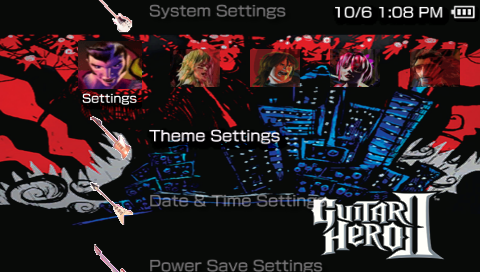 System Settings
10/6 1:08 PM
Settings
Theme Settings
Date & Time Settings
GUITAR HERO II
Power Save Settings